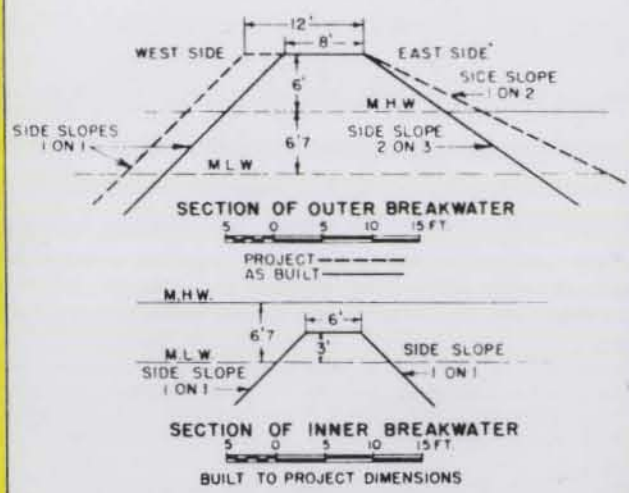 12'
8'
WEST SIDE
EAST SIDE
SIDE SLOPE
1 ON 2
6'
M.H.W.
SIDE SLOPES
1 ON 1
6'7
SIDE SLOPE
2 ON 3
M.L.W.
SECTION OF OUTER BREAKWATER
5 0 5 10 15 FT.
PROJECT
AS BUILT
M.H.W.
6'
6'7
3'
M.L.W.
SIDE SLOPE
1 ON 1
SIDE SLOPE
1 ON 1
SECTION OF INNER BREAKWATER
5 0 5 10 15 FT.
BUILT TO PROJECT DIMENSIONS